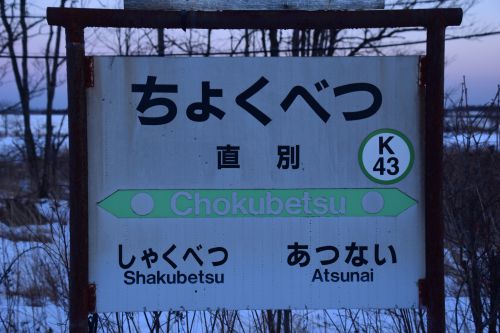 ちょくべつ
直別
K
43
Chokubetsu
しゃくべつ
Shakubetsu
あつない
Atsunai